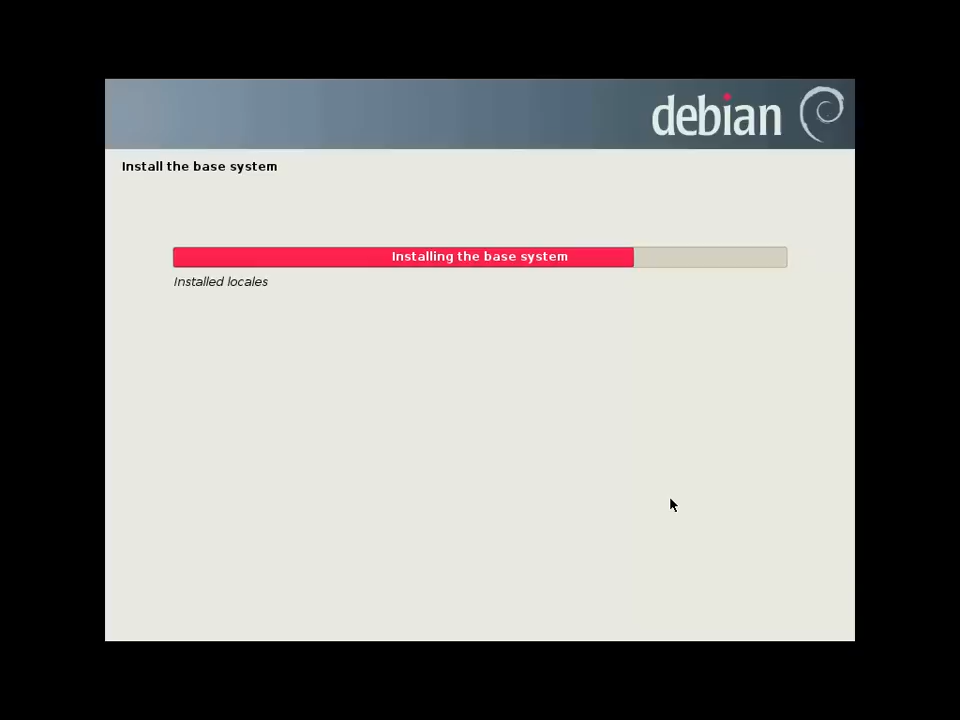 debian
Install the base system
Installing the base system
Installed locales